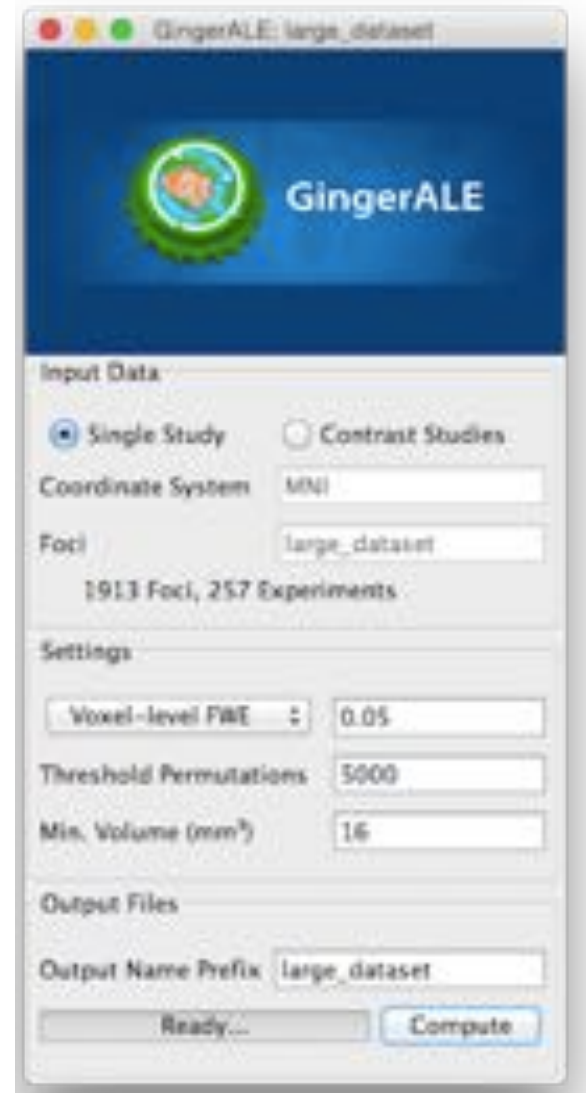 GingerALE: large_dataset
GingerALE
Input Data
Single Study Contrast Studies
Coordinate System MNI
Foci large_dataset
1913 Foci, 257 Experiments
Settings
Voxel-level FWE 0.05
Threshold Permutations 5000
Min. Volume (mm³) 16
Output Files
Output Name Prefix large_dataset
Ready... Compute